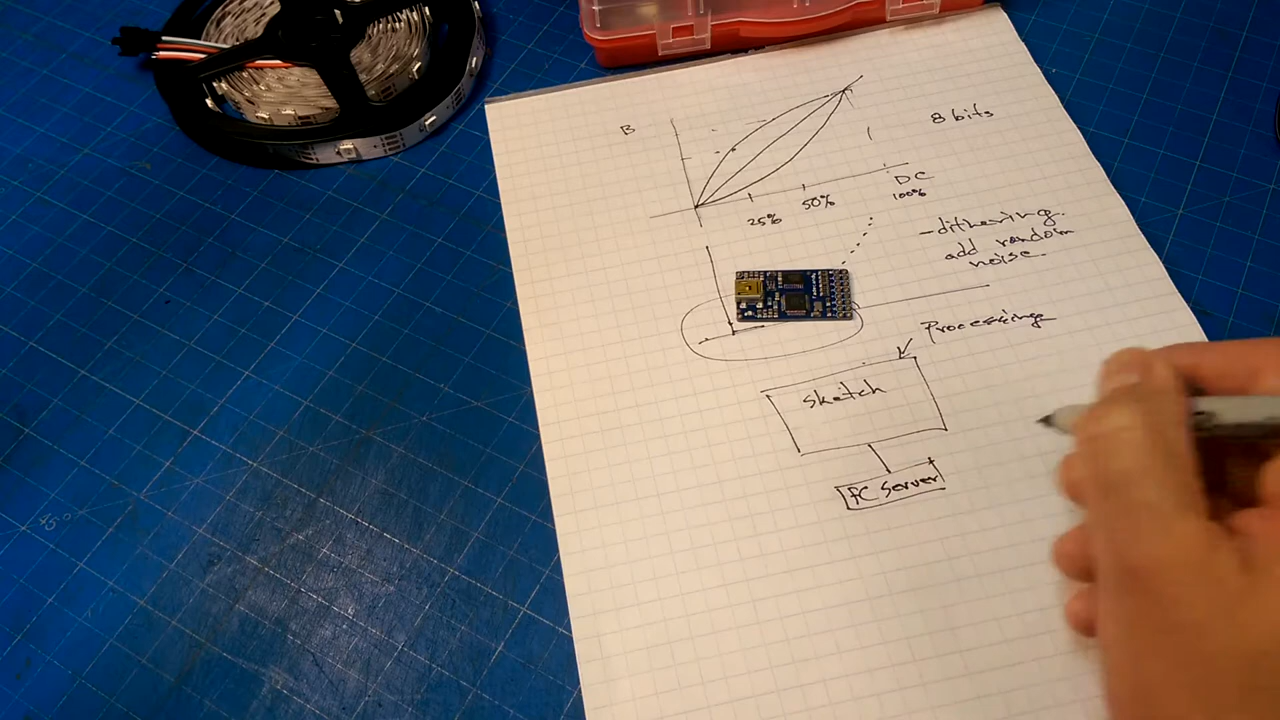 B
8 bits
DC
25%
50%
100%
- dithering.
add random
noise.
Processing
sketch
FC Server